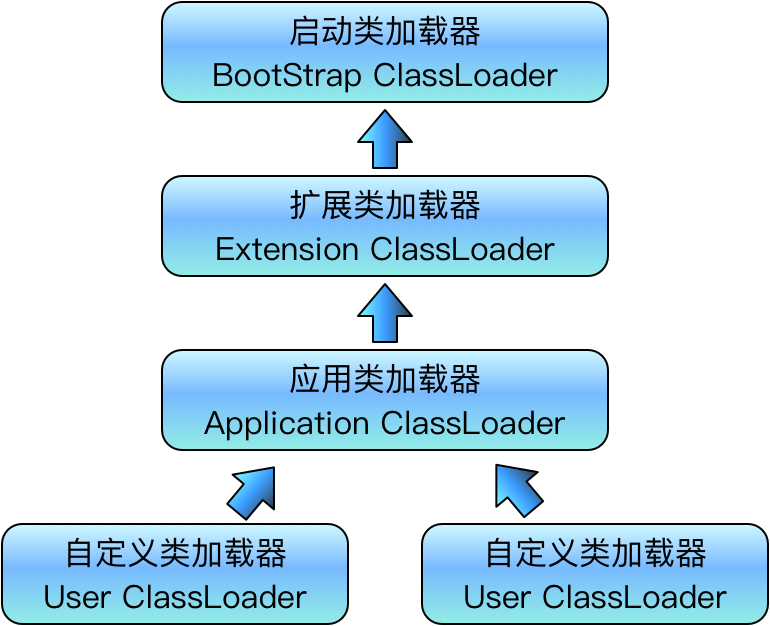 启动类加载器
BootStrap ClassLoader
扩展类加载器
Extension ClassLoader
应用类加载器
Application ClassLoader
自定义类加载器
User ClassLoader
自定义类加载器
User ClassLoader